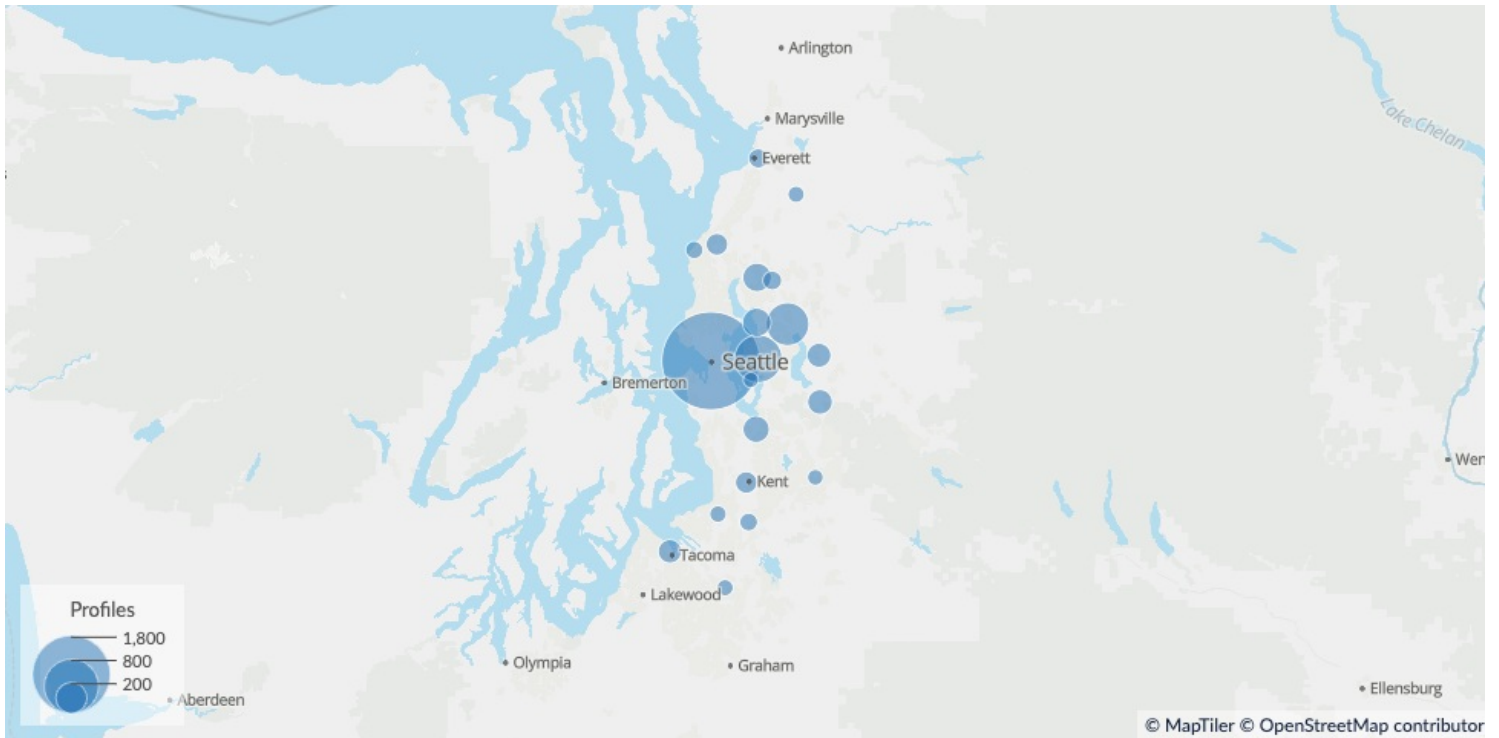 Arlington
Lake Chelan
Marysville
Everett
Seattle
Bremerton
Wen
Kent
Tacoma
Lakewood
Olympia
Graham
Ellensburg
Aberdeen
Profiles
1,800
800
200
© MapTiler © OpenStreetMap contributor